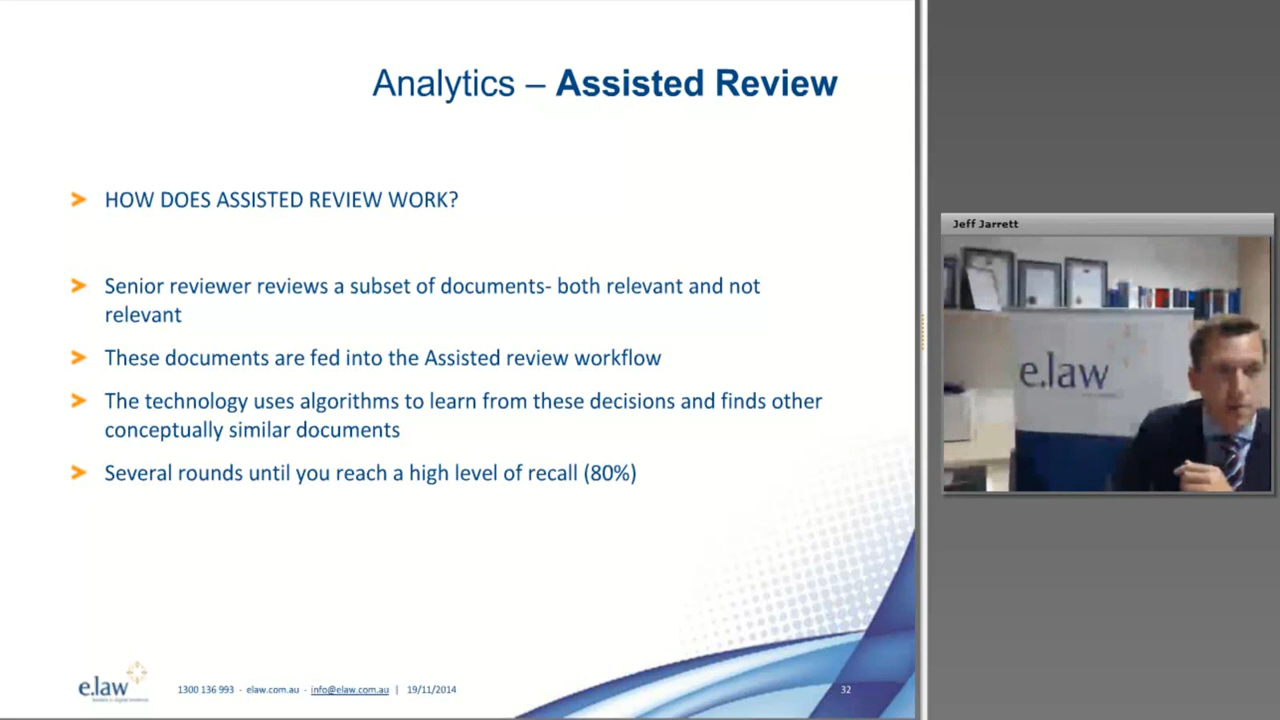 Analytics – Assisted Review
HOW DOES ASSISTED REVIEW WORK?
Senior reviewer reviews a subset of documents- both relevant and not
relevant
These documents are fed into the Assisted review workflow
The technology uses algorithms to learn from these decisions and finds other
conceptually similar documents
Several rounds until you reach a high level of recall (80%)
e.law
1300 136 993 - elaw.com.au - info@elaw.com.au | 19/11/2014
32
Jeff Jarrett
e.law